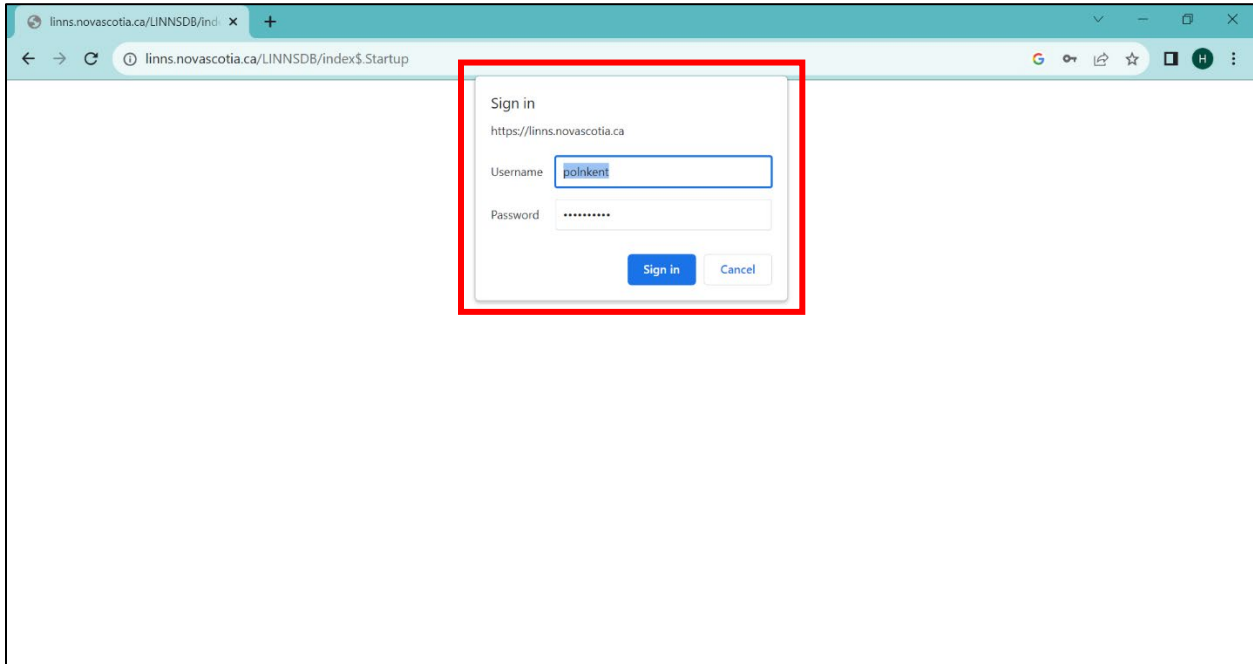 linns.novascotia.ca/LINNSDB/ind
linns.novascotia.ca/LINNSDB/index$.Startup
G
H
Sign in
https://linns.novascotia.ca
Username polnkent
Password ••••••••••
Sign in Cancel